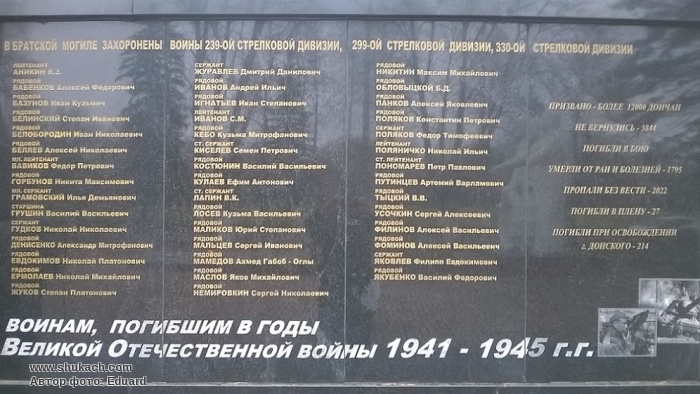 В БРАТСКОЙ МОГИЛЕ ЗАХОРОНЕНЫ ВОИНЫ 239-ОЙ СТРЕЛКОВОЙ ДИВИЗИИ, 299-ОЙ СТРЕЛКОВОЙ ДИВИЗИИ, 330-ОЙ СТРЕЛКОВОЙ ДИВИЗИИ
ЛЕЙТЕНАНТ
АНИКИН Я.З.
РЯДОВОЙ
БАБЕНКОВ Алексей Федорович
РЯДОВОЙ
БАЗУНОВ Иван Кузьмич
РЯДОВОЙ
БЕЛИНСКИЙ Степан Иванович
РЯДОВОЙ
БЕЛОБОРОДИН Иван Николаевич
РЯДОВОЙ
БЕЛЯЕВ Алексей Николаевич
МЛ. ЛЕЙТЕНАНТ
ВАВИКОВ Федор Петрович
РЯДОВОЙ
ГОРБУНОВ Никита Максимович
МЛ. СЕРЖАНТ
ГРАМОВСКИЙ Илья Демьянович
СТАРШИНА
ГРУШИН Василий Васильевич
СЕРЖАНТ
ГУДКОВ Николай Николаевич
РЯДОВОЙ
ДЕНИСЕНКО Александр Митрофанович
РЯДОВОЙ
ЕВДОКИМОВ Николай Платонович
РЯДОВОЙ
ЕРМОЛАЕВ Николай Михайлович
РЯДОВОЙ
ЖУКОВ Степан Платонович
СЕРЖАНТ
ЖУРАВЛЕВ Дмитрий Данилович
РЯДОВОЙ
ИВАНОВ Андрей Ильич
РЯДОВОЙ
ИГНАТЬЕВ Иван Степанович
ЛЕЙТЕНАНТ
ИВАНОВ С.М.
РЯДОВОЙ
КЕБО Кузьма Митрофанович
СТ. СЕРЖАНТ
КИСЕЛЕВ Семен Петрович
РЯДОВОЙ
КОСТЮНИН Василий Васильевич
РЯДОВОЙ
КУЛАЕВ Ефим Антонович
СТ. СЕРЖАНТ
ЛАПИН В.К.
РЯДОВОЙ
ЛОСЕВ Кузьма Васильевич
РЯДОВОЙ
МАЛИКОВ Юрий Степанович
РЯДОВОЙ
МАЛЬЦЕВ Сергей Иванович
РЯДОВОЙ
МАМЕДОВ Ахмед Габоб - Оглы
РЯДОВОЙ
МАСЛОВ Яков Михайлович
РЯДОВОЙ
НЕМИРОВКИН Сергей Николаевич
РЯДОВОЙ
НИКИТИН Максим Михайлович
РЯДОВОЙ
ОБЛОВЫЦКОЙ Б.Д.
РЯДОВОЙ
ПАНКОВ Алексей Яковлевич
РЯДОВОЙ
ПОЛЯКОВ Константин Петрович
СЕРЖАНТ
ПОЛЯКОВ Федор Тимофеевич
ЛЕЙТЕНАНТ
ПОЛЯНИЧКО Николай Ильич
СТ. ЛЕЙТЕНАНТ
ПОНОМАРЕВ Петр Павлович
РЯДОВОЙ
ПУТИНЦЕВ Артемий Варламович
РЯДОВОЙ
ТЫЦКИЙ В.В.
РЯДОВОЙ
УСОЧКИН Сергей Алексеевич
РЯДОВОЙ
ФИЛИНОВ Алексей Васильевич
РЯДОВОЙ
ФОМИНОВ Алексей Васильевич
СЕРЖАНТ
ЯКОВЛЕВ Филипп Евдокимович
РЯДОВОЙ
ЯКУБЕНКО Василий Федорович
ПРИЗВАНО - БОЛЕЕ 12000 ДОНЧАН
НЕ ВЕРНУЛИСЬ - 3844
ПОГИБЛИ В БОЮ
УМЕРЛИ ОТ РАН И БОЛЕЗНЕЙ - 1795
ПРОПАЛИ БЕЗ ВЕСТИ - 2022
ПОГИБЛИ В ПЛЕНУ - 27
ПОГИБЛИ ПРИ ОСВОБОЖДЕНИИ
г. ДОНСКОГО - 214
ВОИНАМ, ПОГИБШИМ В ГОДЫ
ВЕЛИКОЙ ОТЕЧЕСТВЕННОЙ ВОЙНЫ 1941 - 1945 г.г.
www.shukach.com
Автор фото: Eduard